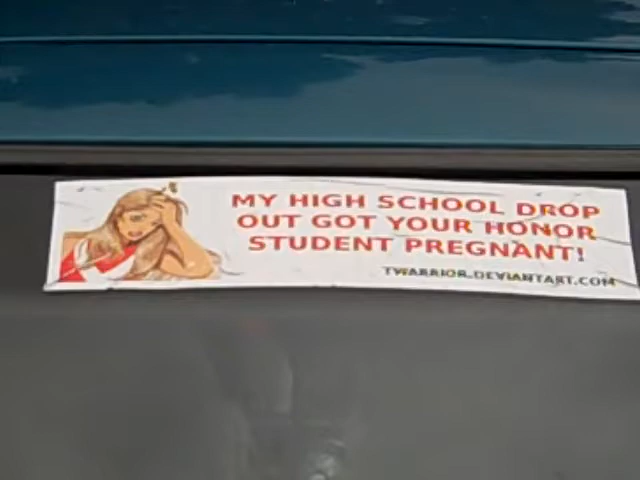 MY HIGH SCHOOL DROP
OUT GOT YOUR HONOR
STUDENT PREGNANT!
TWARRIOR.DEVIANTART.COM